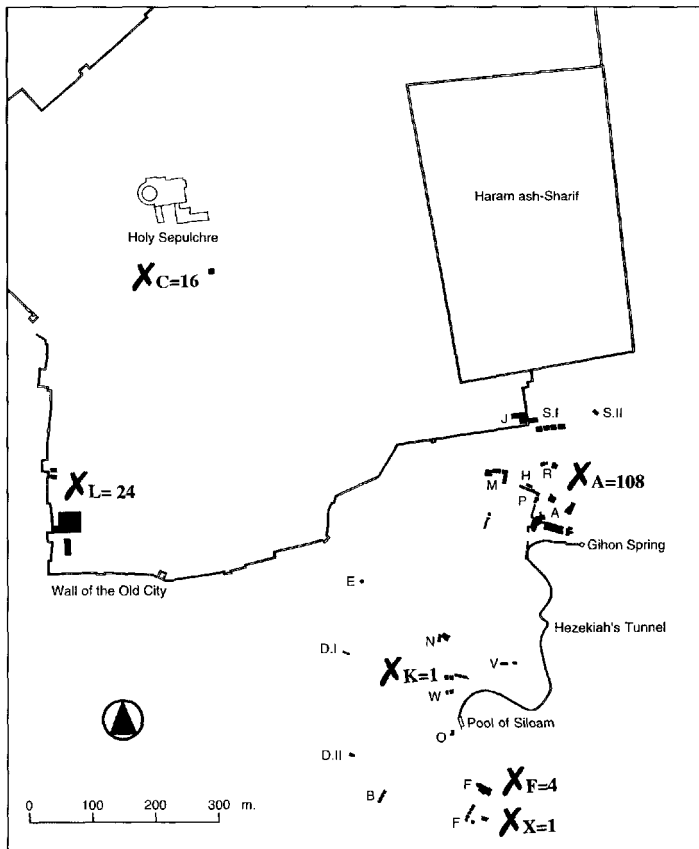 Haram ash-Sharif
Holy Sepulchre
X C=16
J S.I S.II
X L= 24
M H R X A=108
P A
i
Gihon Spring
Wall of the Old City
E
Hezekiah's Tunnel
N
D.I
X K=1 V
W
Pool of Siloam
O
D.II
F X F=4
B
F X X=1
0 100 200 300 m.